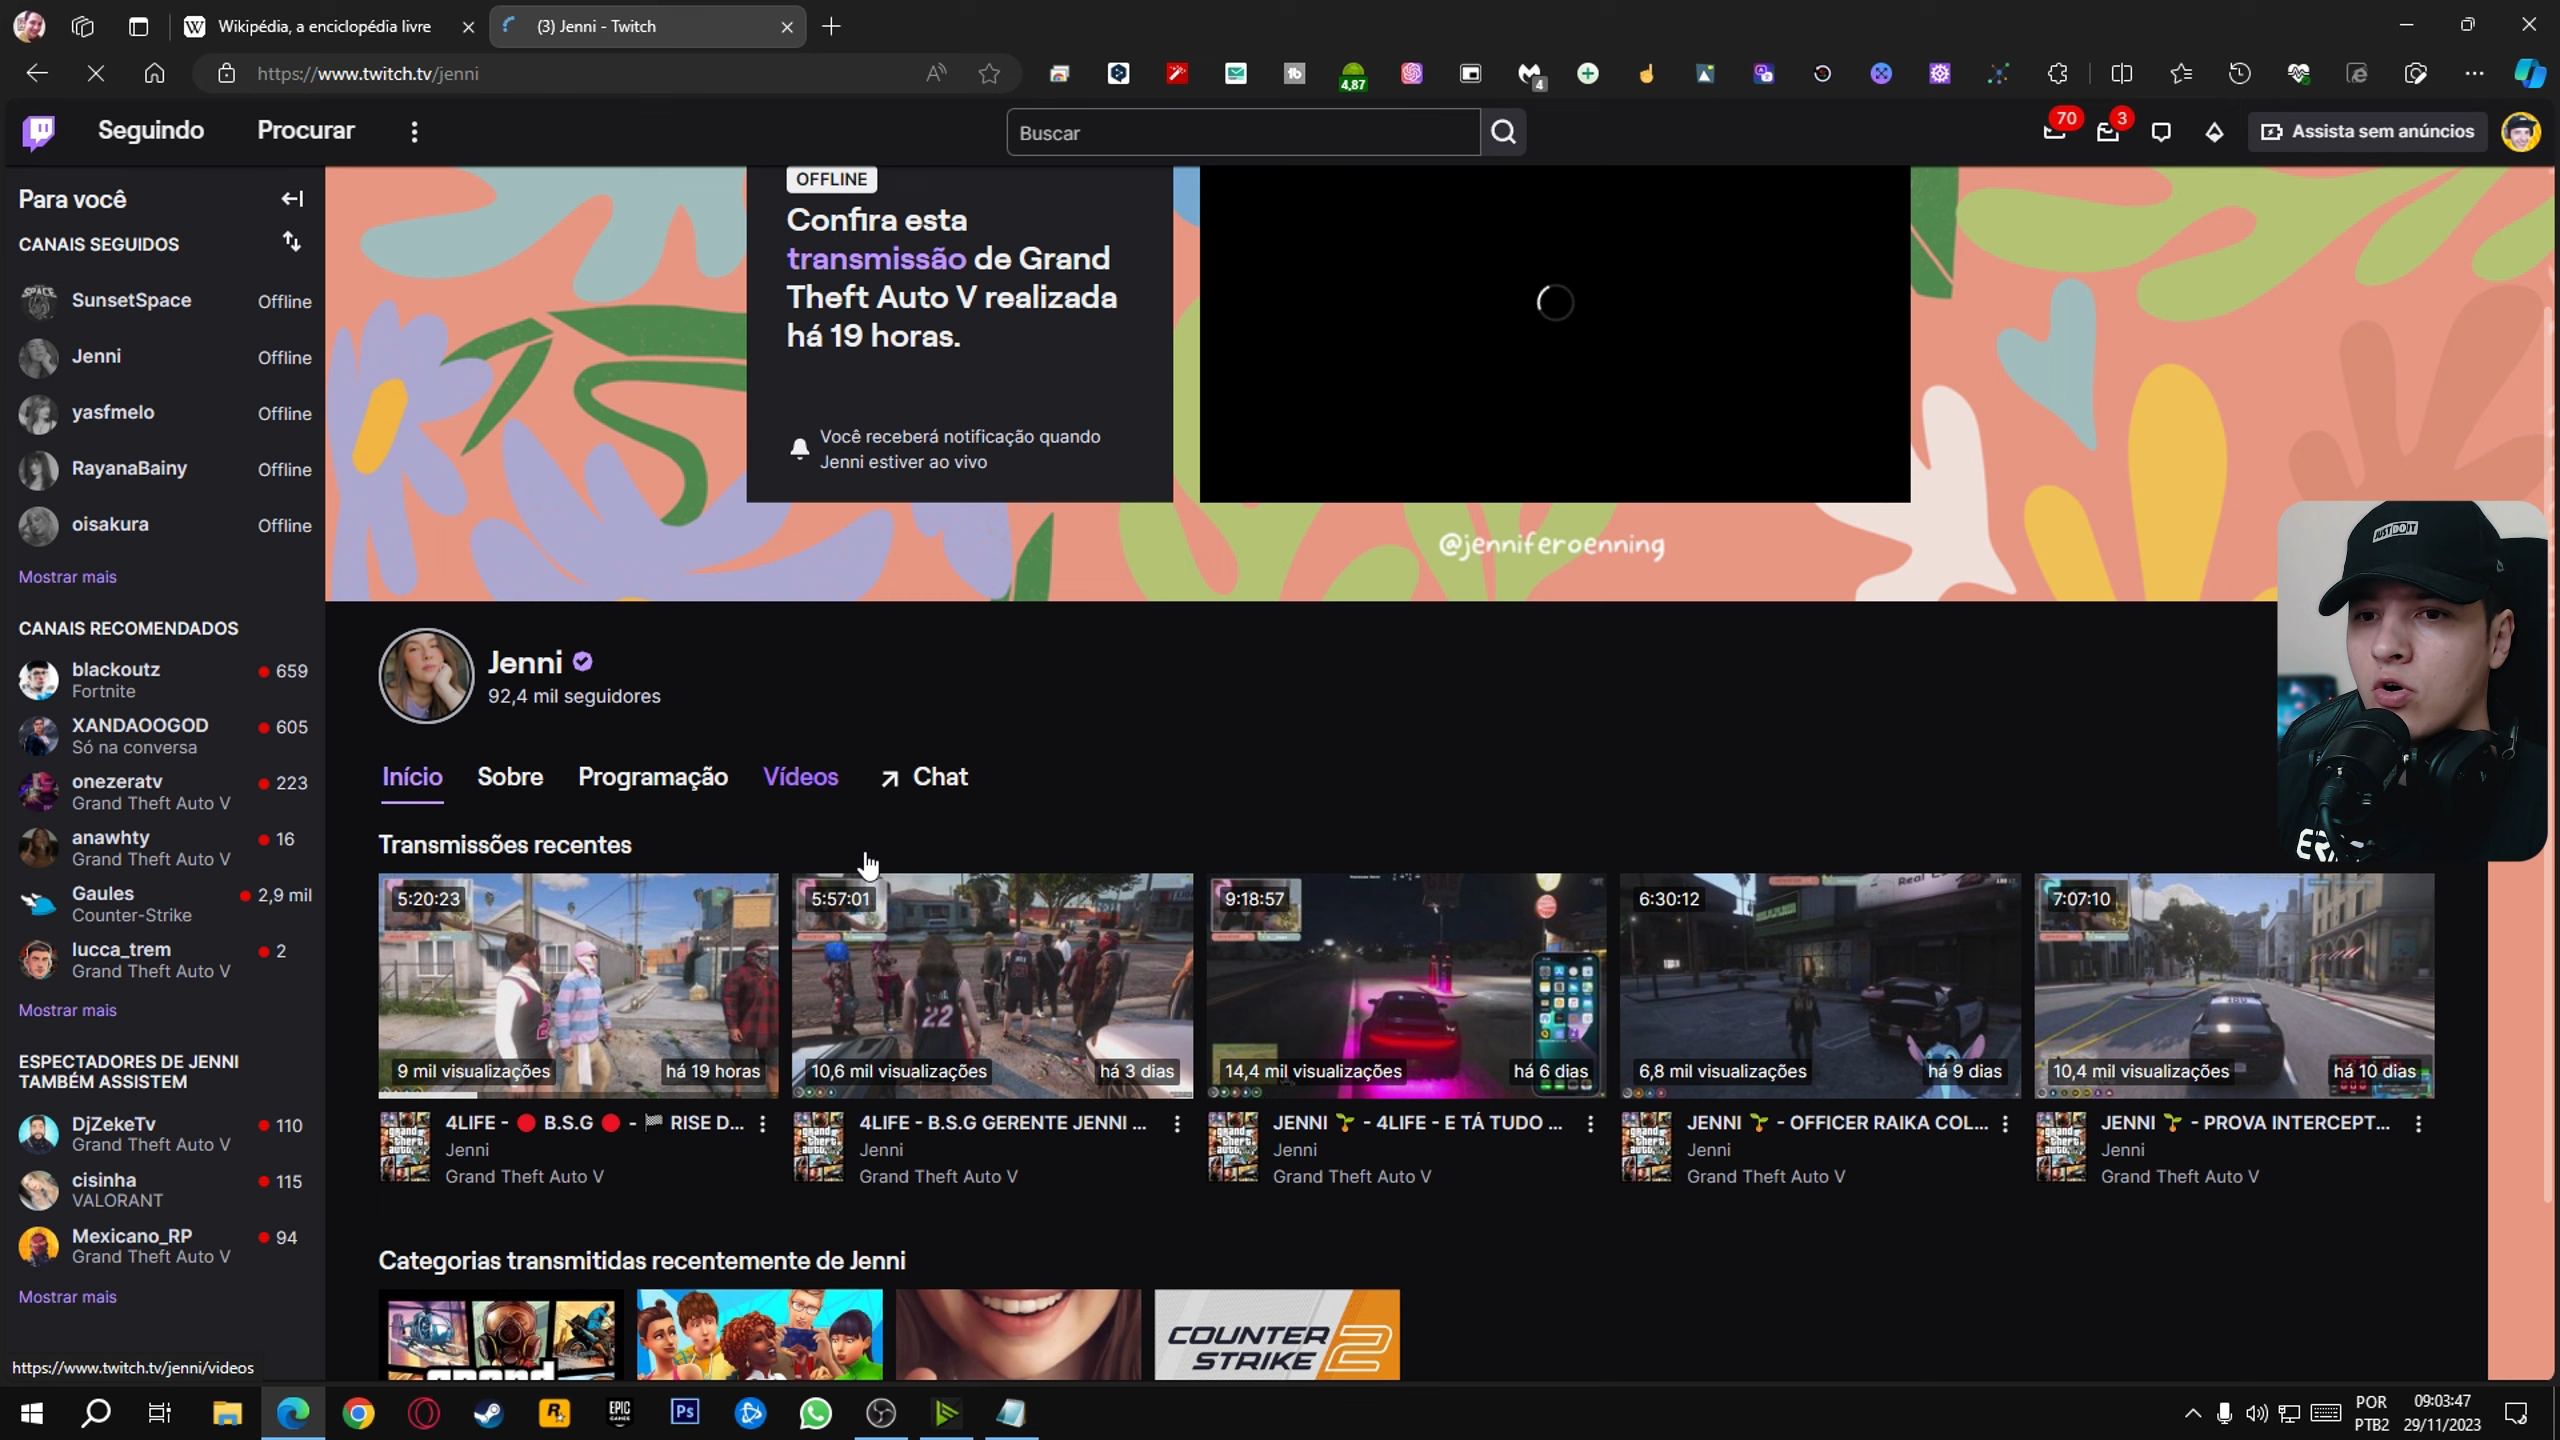 Wikipédia, a enciclopédia livre
(3) Jenni - Twitch
https://www.twitch.tv/jenni
4,87
4
Seguindo
Procurar
Buscar
70
3
Assista sem anúncios
Para você
CANAIS SEGUIDOS
SunsetSpace Offline
Jenni Offline
yasfmelo Offline
RayanaBainy Offline
oisakura Offline
Mostrar mais
CANAIS RECOMENDADOS
blackoutz 659
Fortnite
XANDAOOGOD 605
Só na conversa
onezeratv 223
Grand Theft Auto V
anawhty 16
Grand Theft Auto V
Gaules 2,9 mil
Counter-Strike
lucca_trem 2
Grand Theft Auto V
Mostrar mais
ESPECTADORES DE JENNI
TAMBÉM ASSISTEM
DjZekeTv 110
Grand Theft Auto V
cisinha 115
VALORANT
Mexicano_RP 94
Grand Theft Auto V
Mostrar mais
https://www.twitch.tv/jenni/videos
OFFLINE
Confira esta
transmissão de Grand
Theft Auto V realizada
há 19 horas.
Você receberá notificação quando
Jenni estiver ao vivo
@jenniferoenning
JUST DO IT
Jenni
92,4 mil seguidores
Início
Sobre
Programação
Vídeos
Chat
Transmissões recentes
5:20:23
9 mil visualizações
há 19 horas
4LIFE - 🔴 B.S.G 🔴 - 🏁 RISE D...
Jenni
Grand Theft Auto V
5:57:01
22
10,6 mil visualizações
há 3 dias
4LIFE - B.S.G GERENTE JENNI ...
Jenni
Grand Theft Auto V
9:18:57
14,4 mil visualizações
há 6 dias
JENNI 🌱 - 4LIFE - E TÁ TUDO ...
Jenni
Grand Theft Auto V
6:30:12
6,8 mil visualizações
há 9 dias
JENNI 🌱 - OFFICER RAIKA COL...
Jenni
Grand Theft Auto V
7:07:10
10,4 mil visualizações
há 10 dias
JENNI 🌱 - PROVA INTERCEPT...
Jenni
Grand Theft Auto V
Categorias transmitidas recentemente de Jenni
COUNTER
STRIKE 2
EPIC
GAMES
Ps
POR
PTB2
09:03:47
29/11/2023